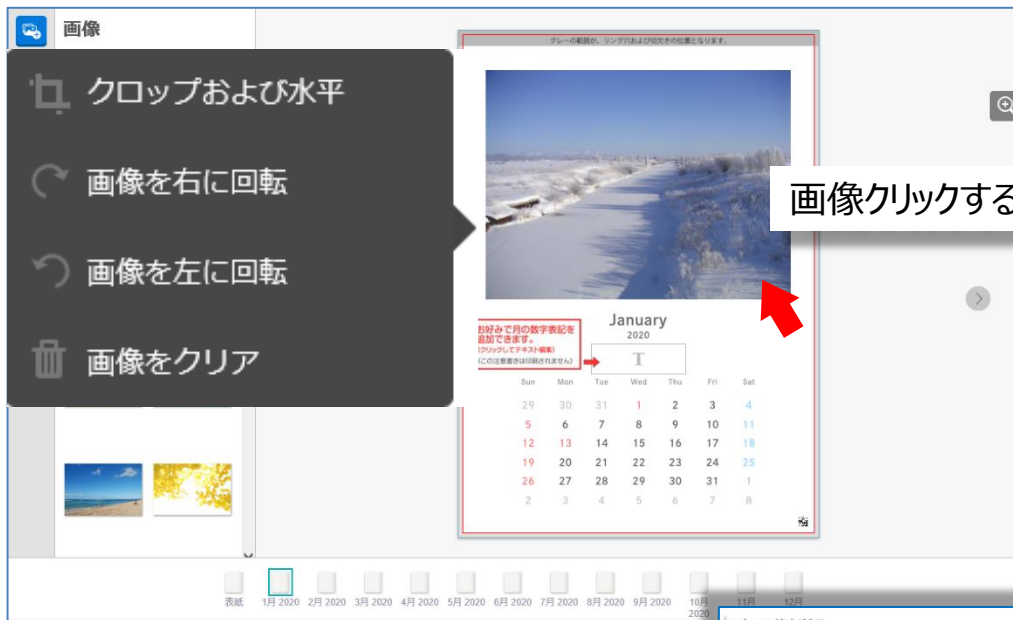 画像
グレーの範囲が、リング穴および切欠きの位置となります。
クロップおよび水平
画像を右に回転
画像を左に回転
画像をクリア
画像クリックする
お好みで月の数字表記を
追加できます。
(クリックしてテキスト編集)
(この注意書きは印刷されません)
January
2020
T
Sun Mon Tue Wed Thu Fri Sat
29 30 31 1 2 3 4
5 6 7 8 9 10 11
12 13 14 15 16 17 18
19 20 21 22 23 24 25
26 27 28 29 30 31 1
2 3 4 5 6 7 8
表紙 1月 2020 2月 2020 3月 2020 4月 2020 5月 2020 6月 2020 7月 2020 8月 2020 9月 2020 10月 2020 11月 12月